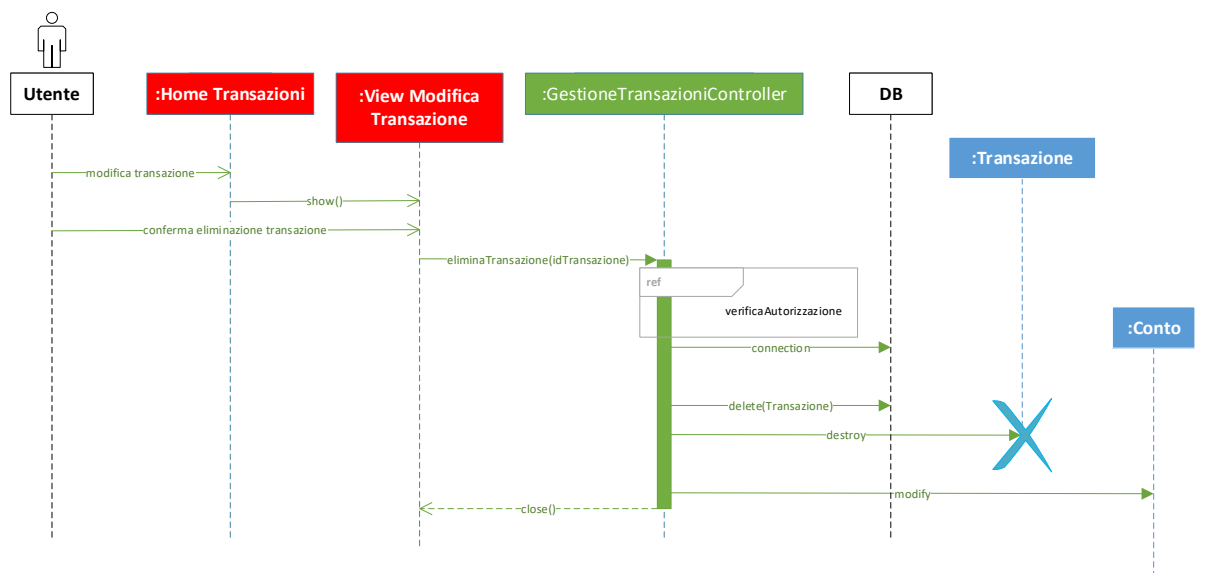 Utente
:Home Transazioni
:View Modifica
Transazione
:GestioneTransazioniController
DB
:Transazione
modifica transazione
show()
conferma eliminazione transazione
eliminaTransazione(idTransazione)
ref
verificaAutorizzazione
:Conto
connection
delete(Transazione)
destroy
modify
close()